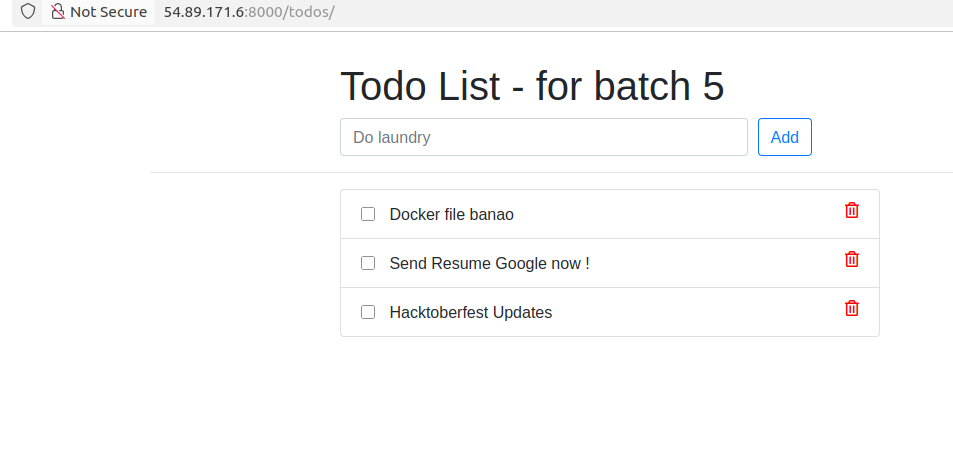 Not Secure 54.89.171.6:8000/todos/
Todo List - for batch 5
Do laundry Add
Docker file banao
Send Resume Google now !
Hacktoberfest Updates